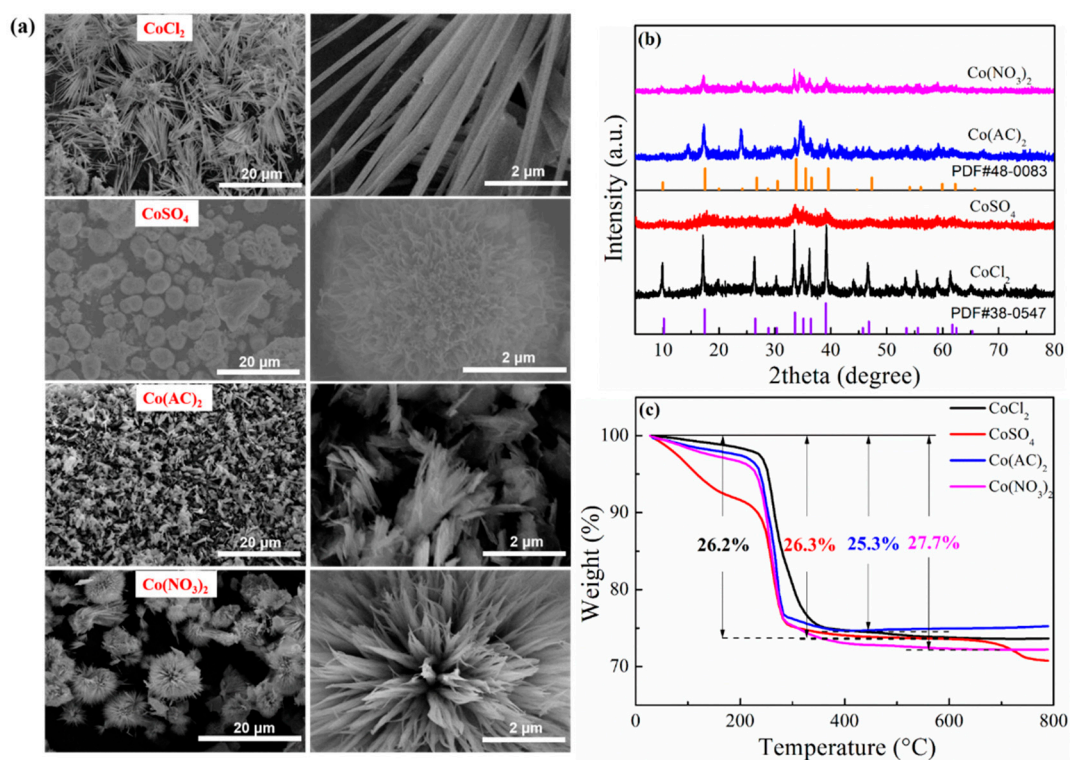 (a)
CoCl₂
20 μm
2 μm
CoSO₄
20 μm
2 μm
Co(AC)₂
20 μm
2 μm
Co(NO₃)₂
20 μm
2 μm
(b)
Co(NO₃)₂
Co(AC)₂
PDF#48-0083
CoSO₄
CoCl₂
PDF#38-0547
Intensity (a.u.)
10 20 30 40 50 60 70 80
2theta (degree)
(c)
CoCl₂
CoSO₄
Co(AC)₂
Co(NO₃)₂
100
90
80
70
Weight (%)
26.2% 26.3% 25.3% 27.7%
0 200 400 600 800
Temperature (°C)